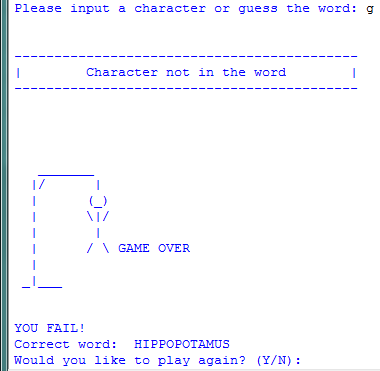 Please input a character or guess the word: g
Character not in the word
GAME OVER
YOU FAIL!
Correct word:  HIPPOPOTAMUS
Would you like to play again? (Y/N):